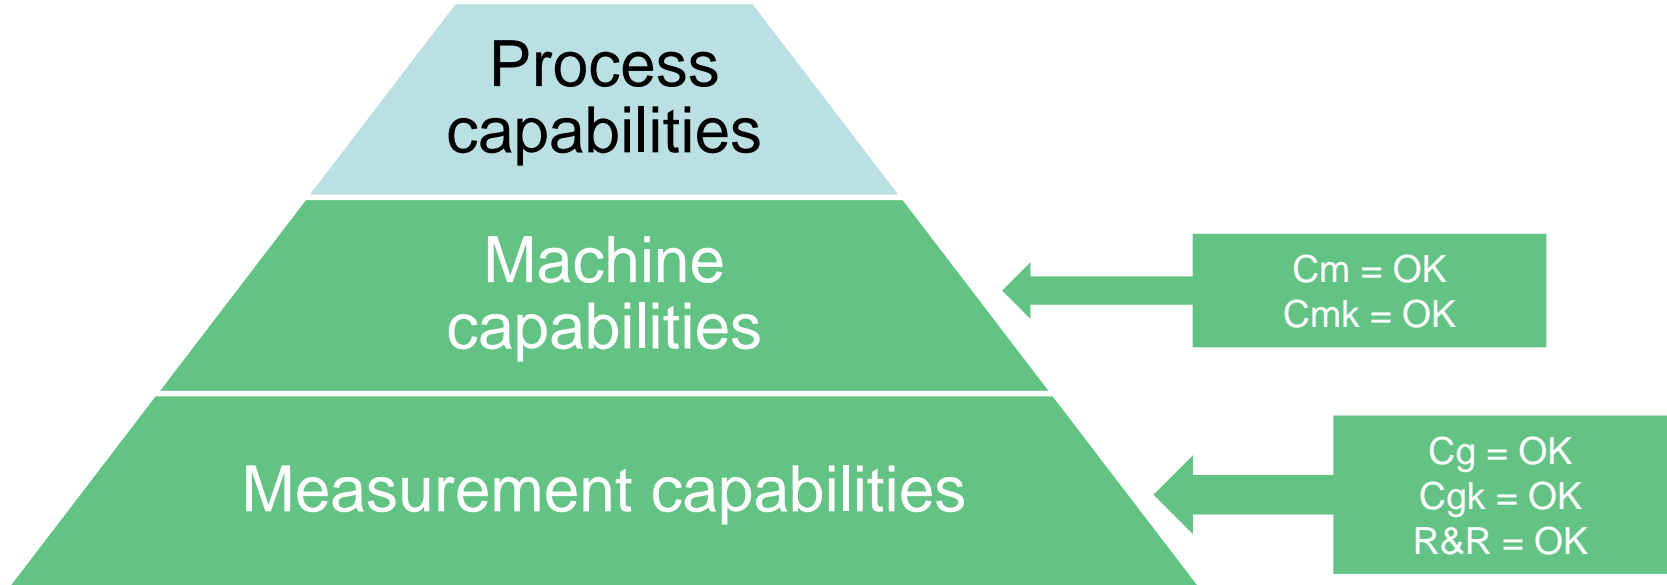 Process
capabilities
Machine
capabilities
Cm = OK
Cmk = OK
Measurement capabilities
Cg = OK
Cgk = OK
R&R = OK